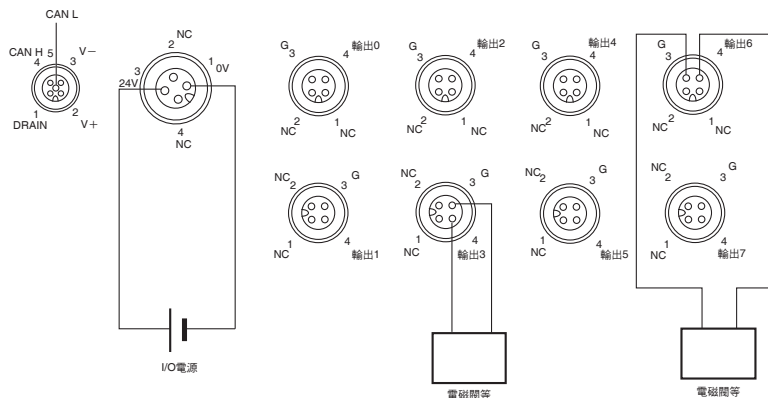 CAN L
CAN H 5 V−
4 3
1 2
DRAIN V+
NC
2
3 1 0V
24V
4
NC
I/O電源
G 3 4 輸出0
NC 2 1 NC
G 3 4 輸出2
NC 2 1 NC
G 3 4 輸出4
NC 2 1 NC
G 3 4 輸出6
NC 2 1 NC
NC 2 3 G
1 NC 4 輸出1
NC 2 3 G
1 NC 4 輸出3
NC 2 3 G
1 NC 4 輸出5
NC 2 3 G
1 NC 4 輸出7
電磁閥等
電磁閥等